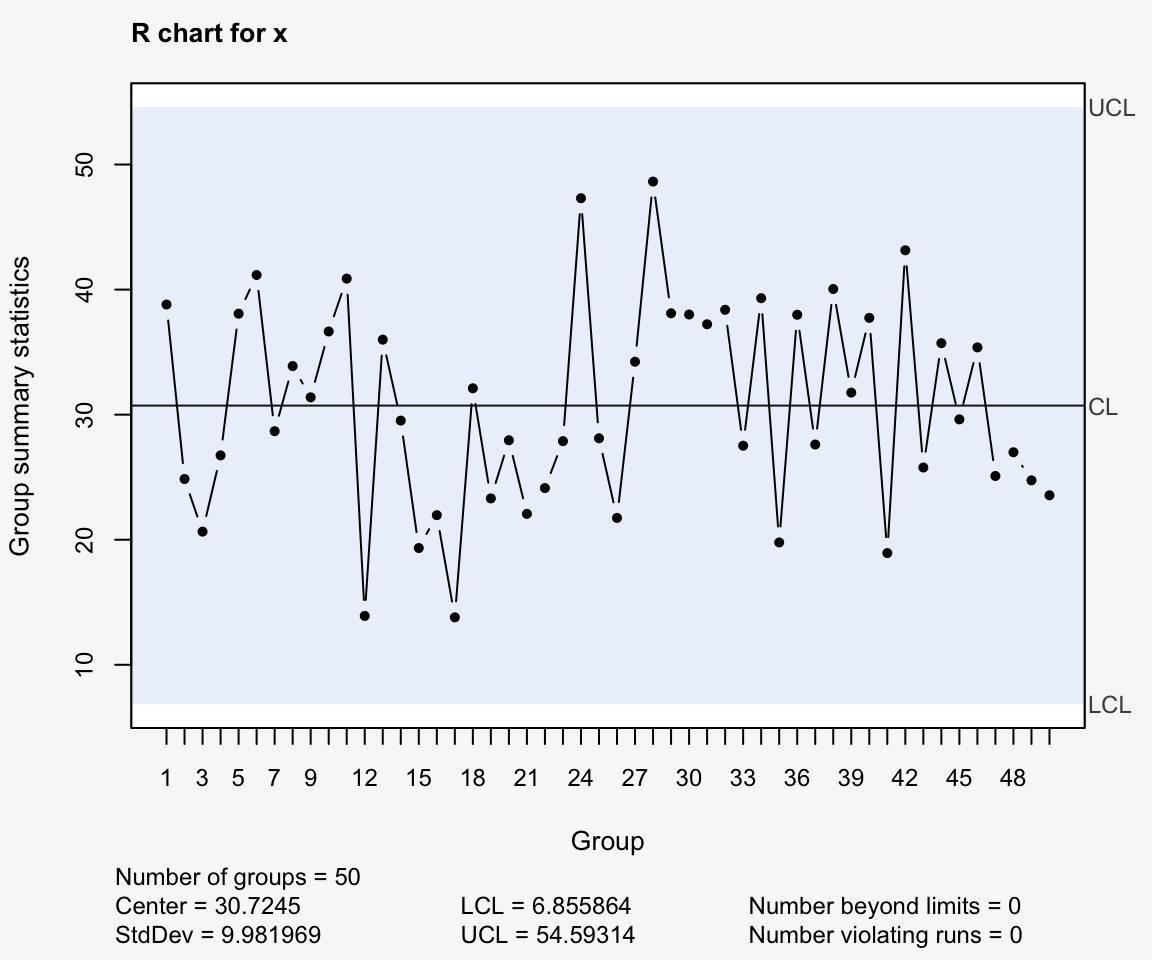 R chart for x
UCL
CL
LCL
Group summary statistics
50
40
30
20
10
1 3 5 7 9 12 15 18 21 24 27 30 33 36 39 42 45 48
Group
Number of groups = 50
Center = 30.7245 LCL = 6.855864 Number beyond limits = 0
StdDev = 9.981969 UCL = 54.59314 Number violating runs = 0